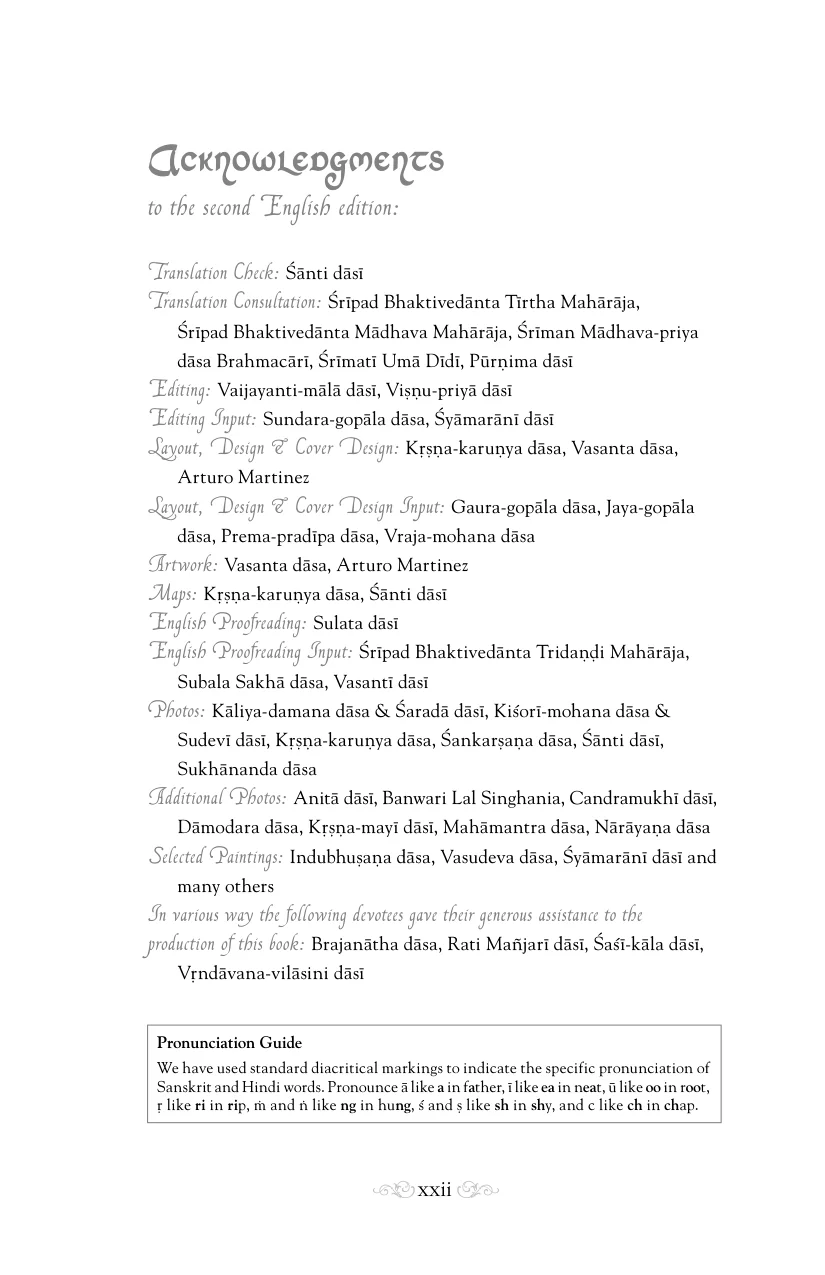 Acknowledgments
to the second English edition:
Translation Check: Śānti dāsī
Translation Consultation: Śrīpad Bhaktivedānta Tīrtha Mahārāja,
Śrīpad Bhaktivedānta Mādhava Mahārāja, Śrīman Mādhava-priya
dāsa Brahmacārī, Śrīmatī Umā Dīdī, Pūrṇima dāsī
Editing: Vaijayanti-mālā dāsī, Viṣṇu-priyā dāsī
Editing Input: Sundara-gopāla dāsa, Śyāmarānī dāsī
Layout, Design & Cover Design: Kṛṣṇa-karuṇya dāsa, Vasanta dāsa,
Arturo Martinez
Layout, Design & Cover Design Input: Gaura-gopāla dāsa, Jaya-gopāla
dāsa, Prema-pradīpa dāsa, Vraja-mohana dāsa
Artwork: Vasanta dāsa, Arturo Martinez
Maps: Kṛṣṇa-karuṇya dāsa, Śānti dāsī
English Proofreading: Sulata dāsī
English Proofreading Input: Śrīpad Bhaktivedānta Tridaṇḍi Mahārāja,
Subala Sakhā dāsa, Vasantī dāsī
Photos: Kāliya-damana dāsa & Śaradā dāsī, Kiśorī-mohana dāsa &
Sudevī dāsī, Kṛṣṇa-karuṇya dāsa, Śankarṣaṇa dāsa, Śānti dāsī,
Sukhānanda dāsa
Additional Photos: Anitā dāsī, Banwari Lal Singhania, Candramukhī dāsī,
Dāmodara dāsa, Kṛṣṇa-mayī dāsī, Mahāmantra dāsa, Nārāyaṇa dāsa
Selected Paintings: Indubhuṣaṇa dāsa, Vasudeva dāsa, Śyāmarānī dāsī and
many others
In various way the following devotees gave their generous assistance to the
production of this book: Brajanātha dāsa, Rati Mañjarī dāsī, Śaśī-kāla dāsī,
Vṛndāvana-vilāsini dāsī
Pronunciation Guide
We have used standard diacritical markings to indicate the specific pronunciation of
Sanskrit and Hindi words. Pronounce ā like a in father, ī like ea in neat, ū like oo in root,
ṛ like ri in rip, ṁ and ṅ like ng in hung, ś and ṣ like sh in shy, and c like ch in chap.
xxii